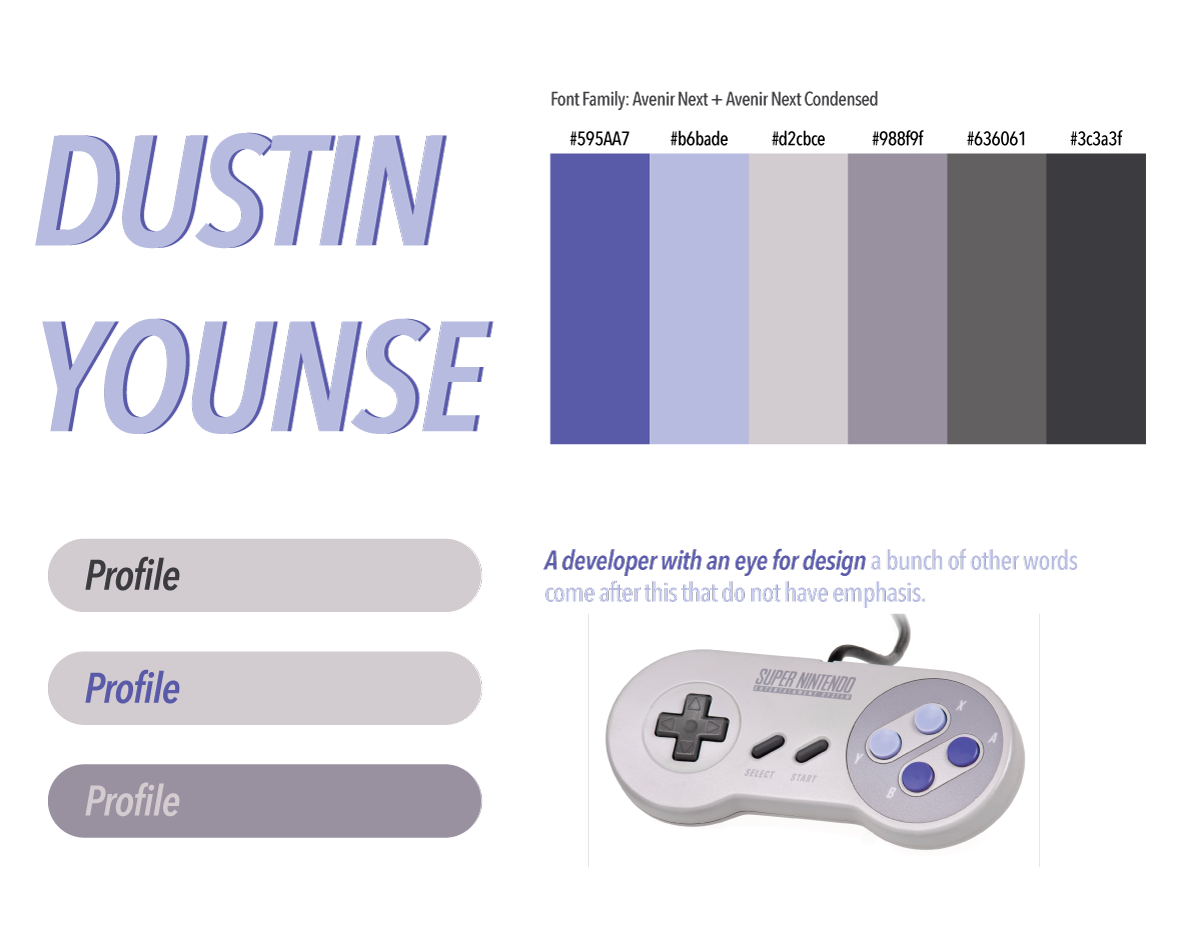 DUSTIN
YOUNSE
Font Family: Avenir Next + Avenir Next Condensed
#595AA7 #b6bade #d2cbce #988f9f #636061 #3c3a3f
Profile
Profile
Profile
A developer with an eye for design a bunch of other words
come after this that do not have emphasis.
SUPER NINTENDO
ENTERTAINMENT SYSTEM
SELECT START
X
Y
A
B